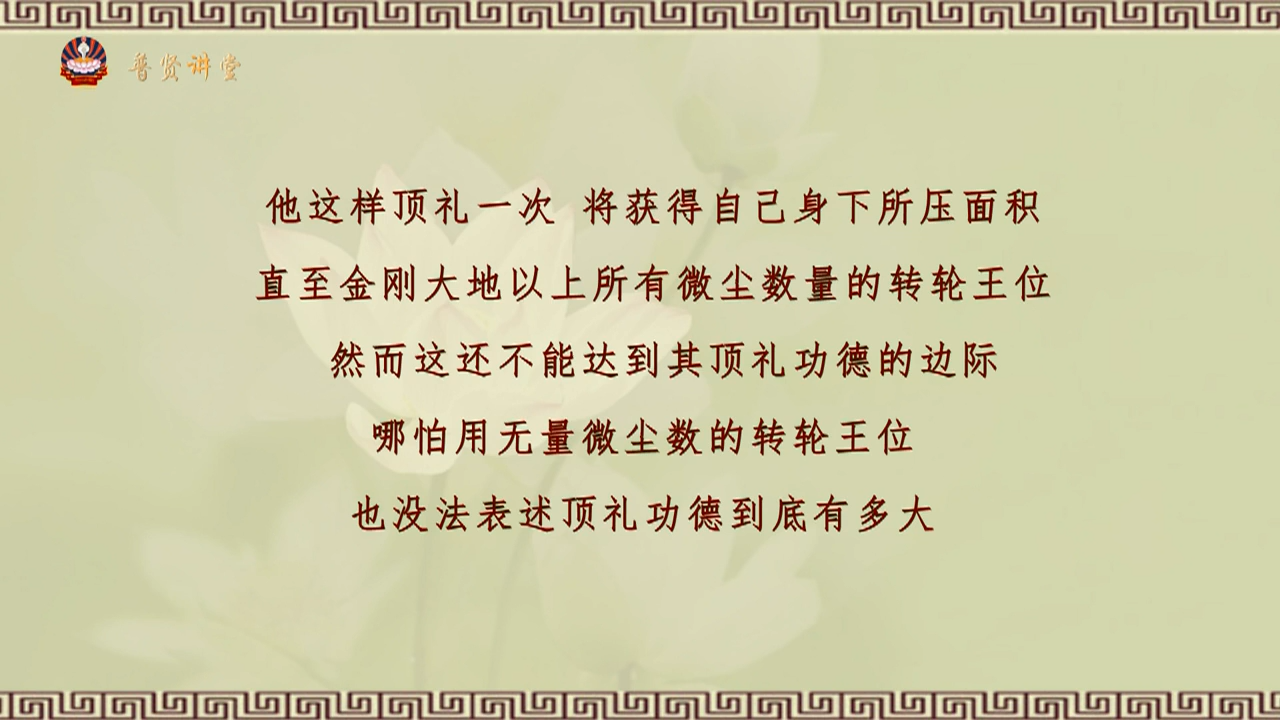 普贤讲堂
他这样顶礼一次 将获得自己身下所压面积
直至金刚大地以上所有微尘数量的转轮王位
然而这还不能达到其顶礼功德的边际
哪怕用无量微尘数的转轮王位
也没法表述顶礼功德到底有多大